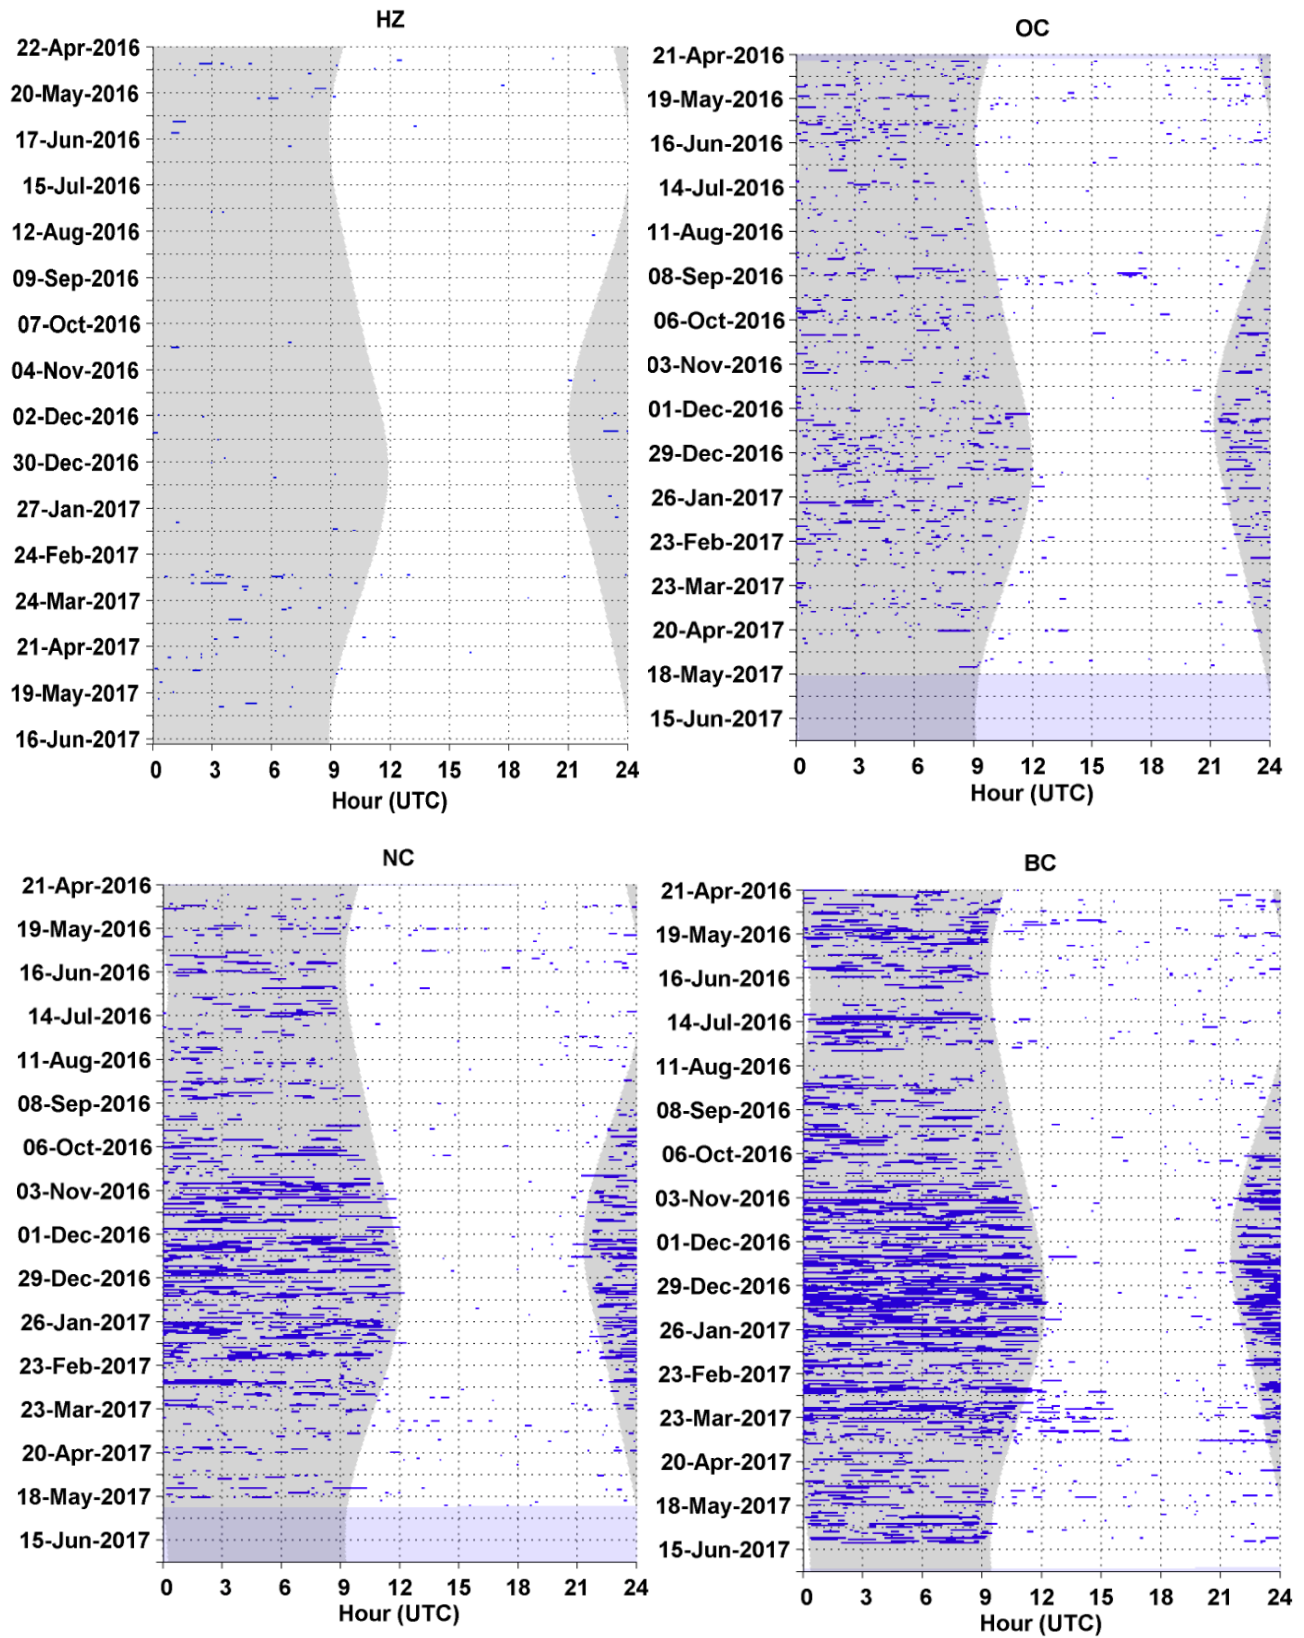 HZ
22-Apr-2016
20-May-2016
17-Jun-2016
15-Jul-2016
12-Aug-2016
09-Sep-2016
07-Oct-2016
04-Nov-2016
02-Dec-2016
30-Dec-2016
27-Jan-2017
24-Feb-2017
24-Mar-2017
21-Apr-2017
19-May-2017
16-Jun-2017
0 3 6 9 12 15 18 21 24
Hour (UTC)
OC
21-Apr-2016
19-May-2016
16-Jun-2016
14-Jul-2016
11-Aug-2016
08-Sep-2016
06-Oct-2016
03-Nov-2016
01-Dec-2016
29-Dec-2016
26-Jan-2017
23-Feb-2017
23-Mar-2017
20-Apr-2017
18-May-2017
15-Jun-2017
0 3 6 9 12 15 18 21 24
Hour (UTC)
NC
21-Apr-2016
19-May-2016
16-Jun-2016
14-Jul-2016
11-Aug-2016
08-Sep-2016
06-Oct-2016
03-Nov-2016
01-Dec-2016
29-Dec-2016
26-Jan-2017
23-Feb-2017
23-Mar-2017
20-Apr-2017
18-May-2017
15-Jun-2017
0 3 6 9 12 15 18 21 24
Hour (UTC)
BC
21-Apr-2016
19-May-2016
16-Jun-2016
14-Jul-2016
11-Aug-2016
08-Sep-2016
06-Oct-2016
03-Nov-2016
01-Dec-2016
29-Dec-2016
26-Jan-2017
23-Feb-2017
23-Mar-2017
20-Apr-2017
18-May-2017
15-Jun-2017
0 3 6 9 12 15 18 21 24
Hour (UTC)